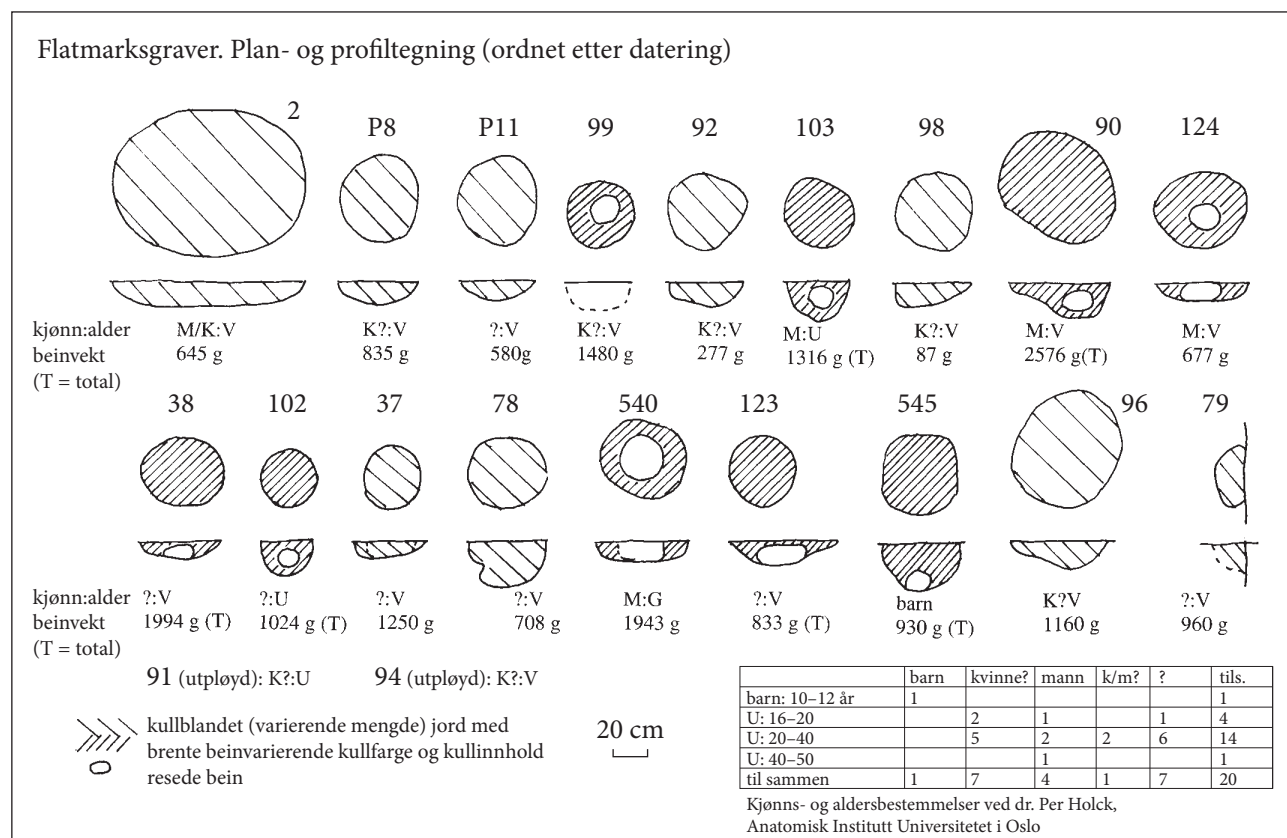 Flatmarksgraver. Plan- og profiltegning (ordnet etter datering)
2 P8 P11 99 92 103 98 90 124
kjønn:alder M/K:V K?:V ?:V K?:V K?:V M:U K?:V M:V M:V
beinvekt 645 g 835 g 580g 1480 g 277 g 1316 g (T) 87 g 2576 g(T) 677 g
(T = total)
38 102 37 78 540 123 545 96 79
kjønn:alder ?:V ?:U ?:V ?:V M:G ?:V barn K?V ?:V
beinvekt 1994 g (T) 1024 g (T) 1250 g 708 g 1943 g 833 g (T) 930 g (T) 1160 g 960 g
(T = total)
91 (utpløyd): K?:U 94 (utpløyd): K?:V
kullblandet (varierende mengde) jord med
brente beinvarierende kullfarge og kullinnhold
resede bein
20 cm
barn kvinne? mann k/m? ? tils.
barn: 10–12 år 1 1
U: 16–20 2 1 1 4
U: 20–40 5 2 2 6 14
U: 40–50 1 1
til sammen 1 7 4 1 7 20
Kjønns- og aldersbestemmelser ved dr. Per Holck,
Anatomisk Institutt Universitetet i Oslo